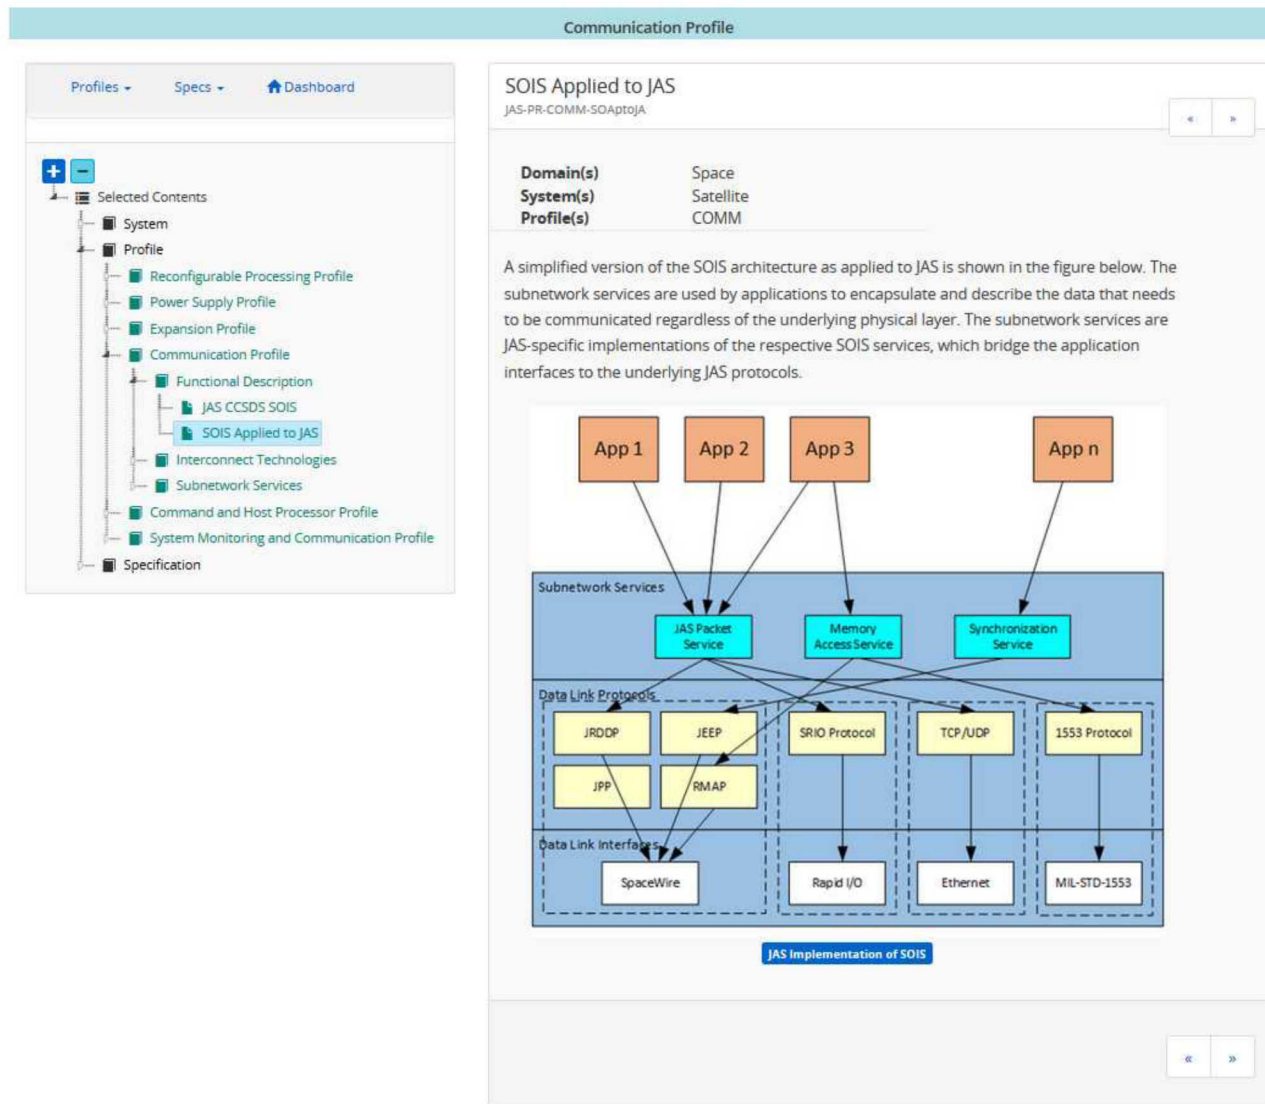 Communication Profile
Profiles
Specs
Dashboard
Selected Contents
System
Profile
Reconfigurable Processing Profile
Power Supply Profile
Expansion Profile
Communication Profile
Functional Description
JAS CCSDS SOIS
SOIS Applied to JAS
Interconnect Technologies
Subnetwork Services
Command and Host Processor Profile
System Monitoring and Communication Profile
Specification
SOIS Applied to JAS
JAS-PR-COMM-SOAptoJA
« »
Domain(s) Space
System(s) Satellite
Profile(s) COMM
A simplified version of the SOIS architecture as applied to JAS is shown in the figure below. The
subnetwork services are used by applications to encapsulate and describe the data that needs
to be communicated regardless of the underlying physical layer. The subnetwork services are
JAS-specific implementations of the respective SOIS services, which bridge the application
interfaces to the underlying JAS protocols.
App 1
App 2
App 3
App n
Subnetwork Services
JAS Packet
Service
Memory
Access Service
Synchronization
Service
Data Link Protocols
JRDDP
JEEP
SRIO Protocol
TCP/UDP
1553 Protocol
JPP
RMAP
Data Link Interfaces
SpaceWire
Rapid I/O
Ethernet
MIL-STD-1553
JAS Implementation of SOIS
« »